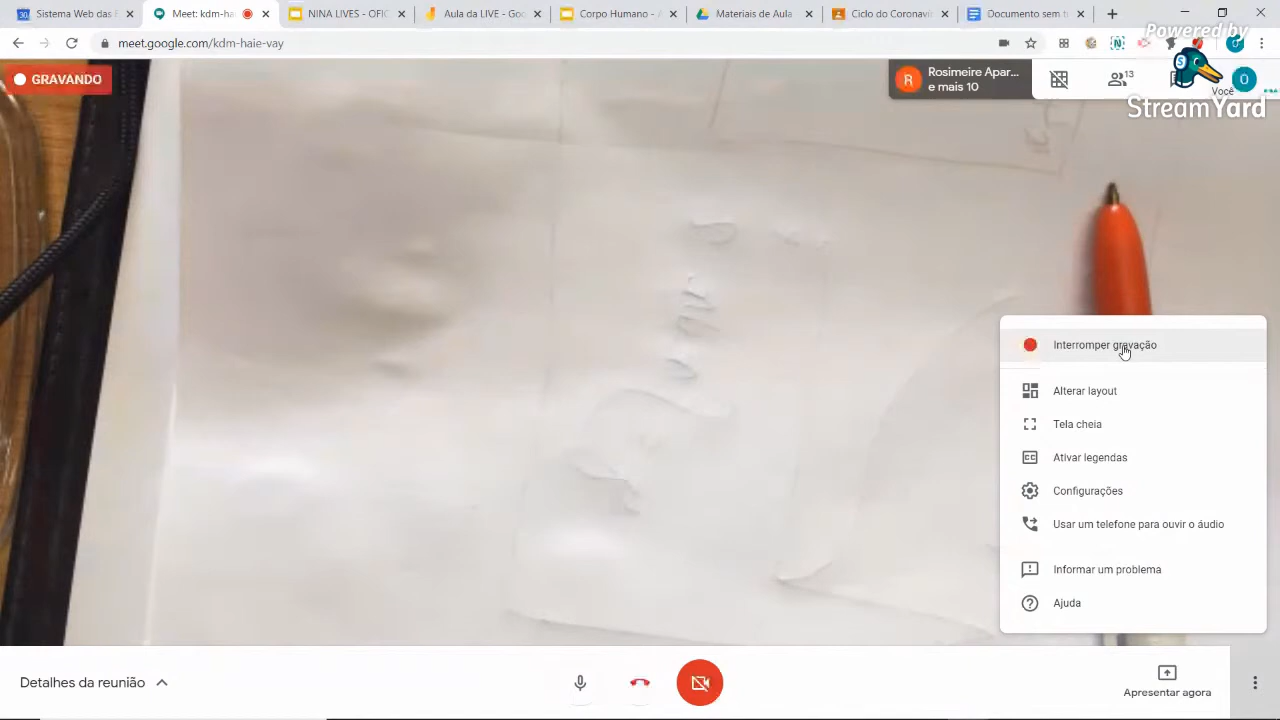 Sistema Web das E
Meet: kdm-hai
NINA LIVES - OFIC
Aula da LIVE - Goo
Corpo Humano - A
Materiais de Aula
Ciclo do Coronaví
Documento sem t
meet.google.com/kdm-haie-vay
Powered by
StreamYard
GRAVANDO
R
Rosimeire Apar...
e mais 10
13
Você
Interromper gravação
Alterar layout
Tela cheia
Ativar legendas
Configurações
Usar um telefone para ouvir o áudio
Informar um problema
Ajuda
Detalhes da reunião
Apresentar agora